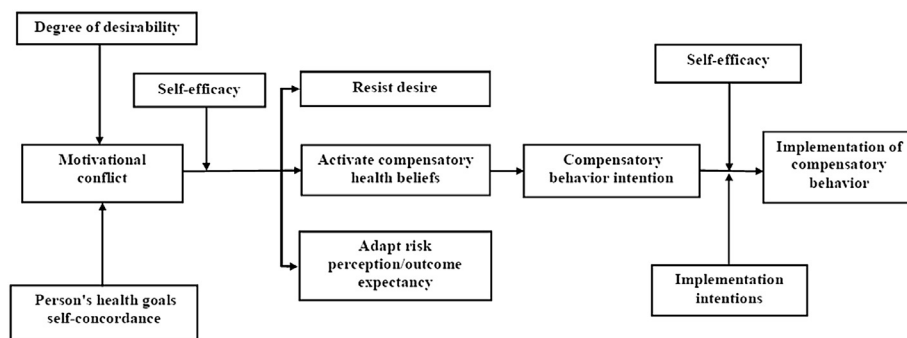 Degree of desirability
Self-efficacy
Self-efficacy
Resist desire
Motivational
conflict
Activate compensatory
health beliefs
Compensatory
behavior intention
Implementation of
compensatory
behavior
Adapt risk
perception/outcome
expectancy
Person's health goals
self-concordance
Implementation
intentions